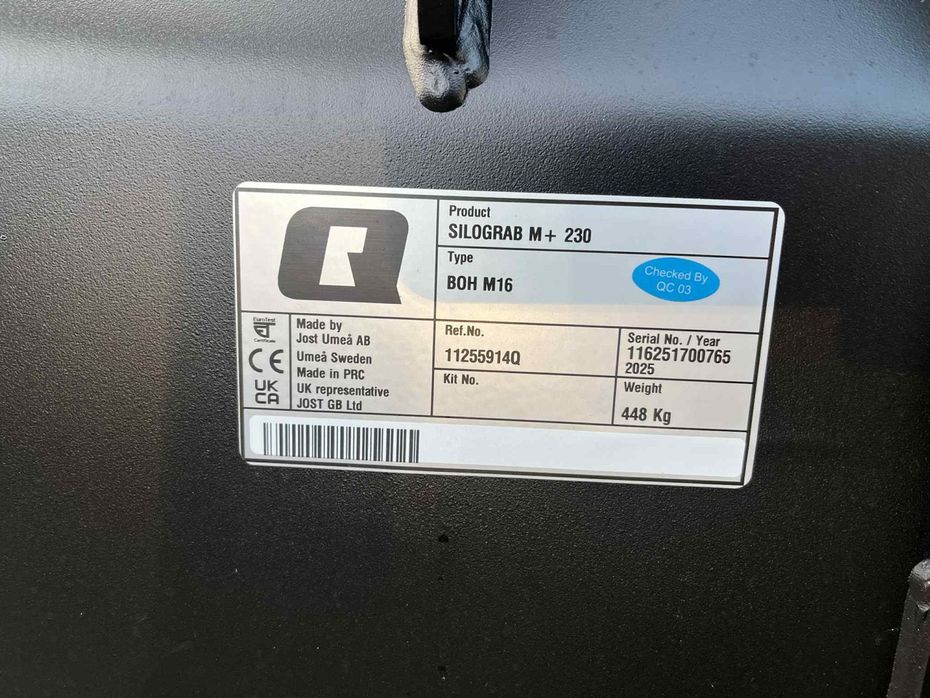 Product
SILOGRAB M+ 230
Type
BOH M16
Checked By
QC 03
EuroTest
Certificate
CE
UK
CA
Made by
Jost Umeå AB
Umeå Sweden
Made in PRC
UK representative
JOST GB Ltd
Ref.No.
11255914Q
Serial No. / Year
116251700765
2025
Kit No.
Weight
448 Kg